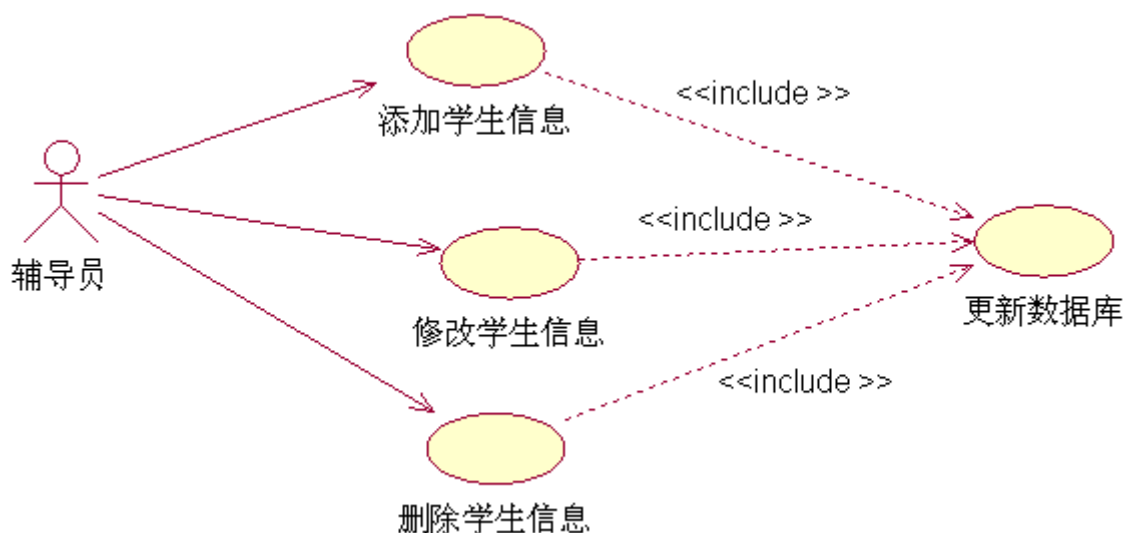 <<include >>
添加学生信息
<<include >>
辅导员
更新数据库
修改学生信息
<<include >>
删除学生信息